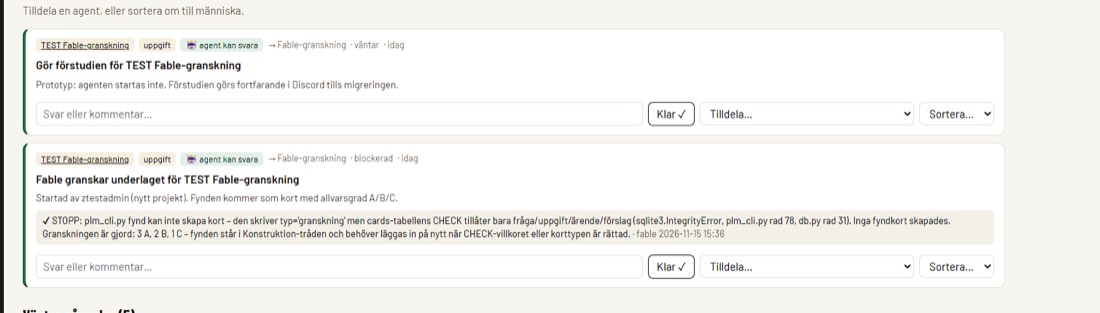 Tilldela en agent, eller sortera om till människa.
TEST Fable-granskning uppgift agent kan svara → Fable-granskning · väntar · idag
Gör förstudien för TEST Fable-granskning
Prototyp: agenten startas inte. Förstudien görs fortfarande i Discord tills migreringen.
Svar eller kommentar... Klar ✓ Tilldela... Sortera...
TEST Fable-granskning uppgift agent kan svara → Fable-granskning · blockerad · idag
Fable granskar underlaget för TEST Fable-granskning
Startad av ztestadmin (nytt projekt). Fynden kommer som kort med allvarsgrad A/B/C.
✓ STOPP: plm_cli.py fynd kan inte skapa kort – den skriver typ='granskning' men cards-tabellens CHECK tillåter bara fråga/uppgift/ärende/förslag (sqlite3.IntegrityError, plm_cli.py rad 78, db.py rad 31). Inga fyndkort skapades.
Granskningen är gjord: 3 A, 2 B, 1 C – fynden står i Konstruktion-tråden och behöver läggas in på nytt när CHECK-villkoret eller korttypen är rättad. · fable 2026-11-15 15:36
Svar eller kommentar... Klar ✓ Tilldela... Sortera...